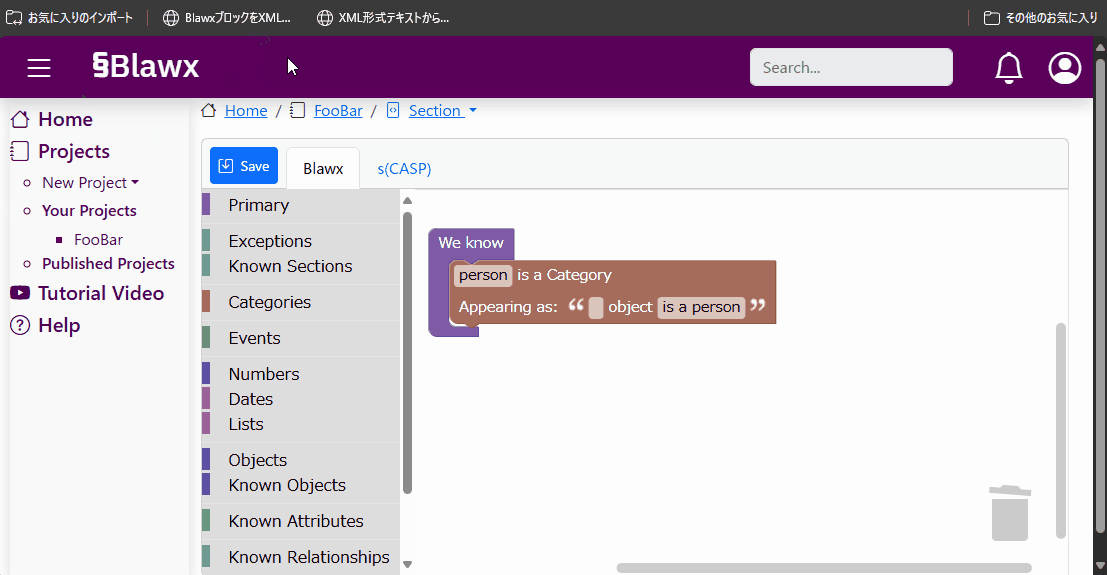 お気に入りのインポート
BlawxブロックをXML...
XML形式テキストから...
その他のお気に入り
§Blawx
Search...
Home
Projects
New Project
Your Projects
FooBar
Published Projects
Tutorial Video
Help
Home / FooBar / Section
Save
Blawx
s(CASP)
Primary
Exceptions
Known Sections
Categories
Events
Numbers
Dates
Lists
Objects
Known Objects
Known Attributes
Known Relationships
We know
person is a Category
Appearing as: “ object is a person ”